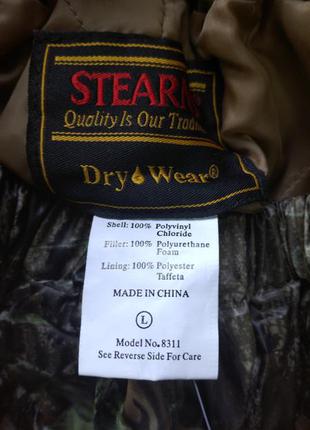 Quality Is Our
Dry Wear®
Shell: 100% Polyvinyl
Chloride
Filler: 100% Polyurethane
Foam
Lining: 100% Polyester
Taffeta
MADE IN CHINA
L
Model No.8311
See Reverse Side For Care